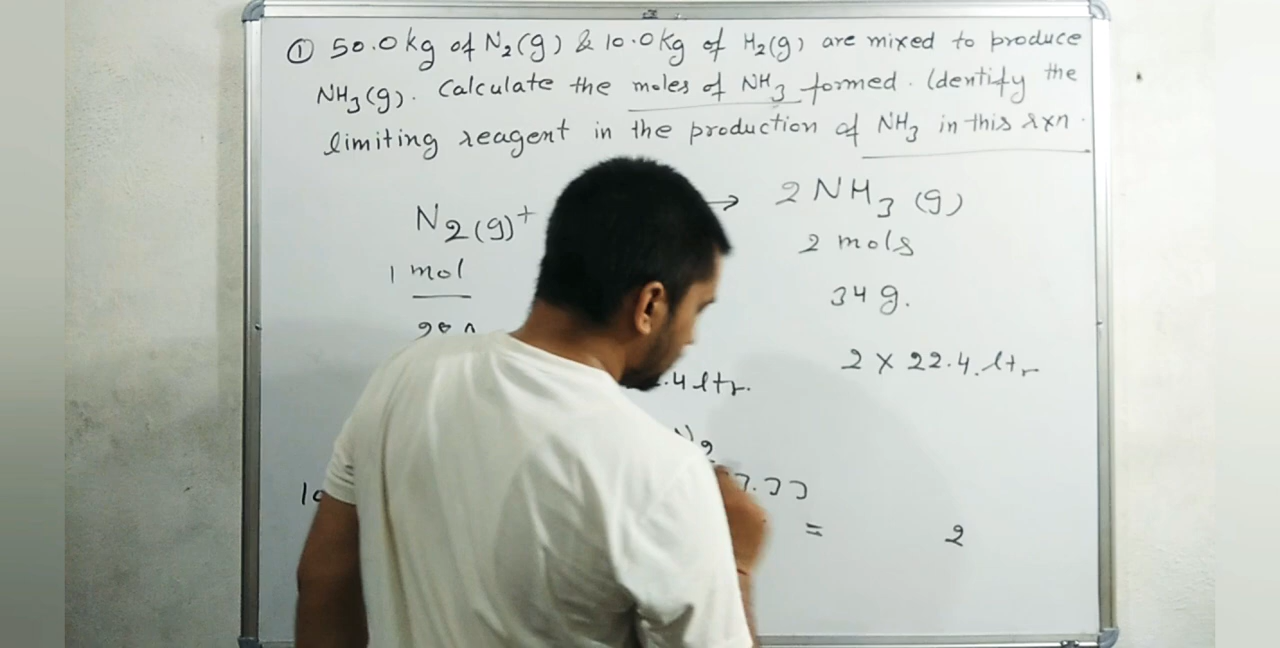 ① 50.0kg of N₂(g) & 10.0kg of H₂(g) are mixed to produce
NH₃(g). Calculate the moles of NH₃ formed. Identify the
limiting reagent in the production of NH₃ in this rxn.
N₂(g)+ → 2NH₃(g)
1 mol 2 mols
34 g.
.4 ltr. 2 × 22.4 ltr
= 2